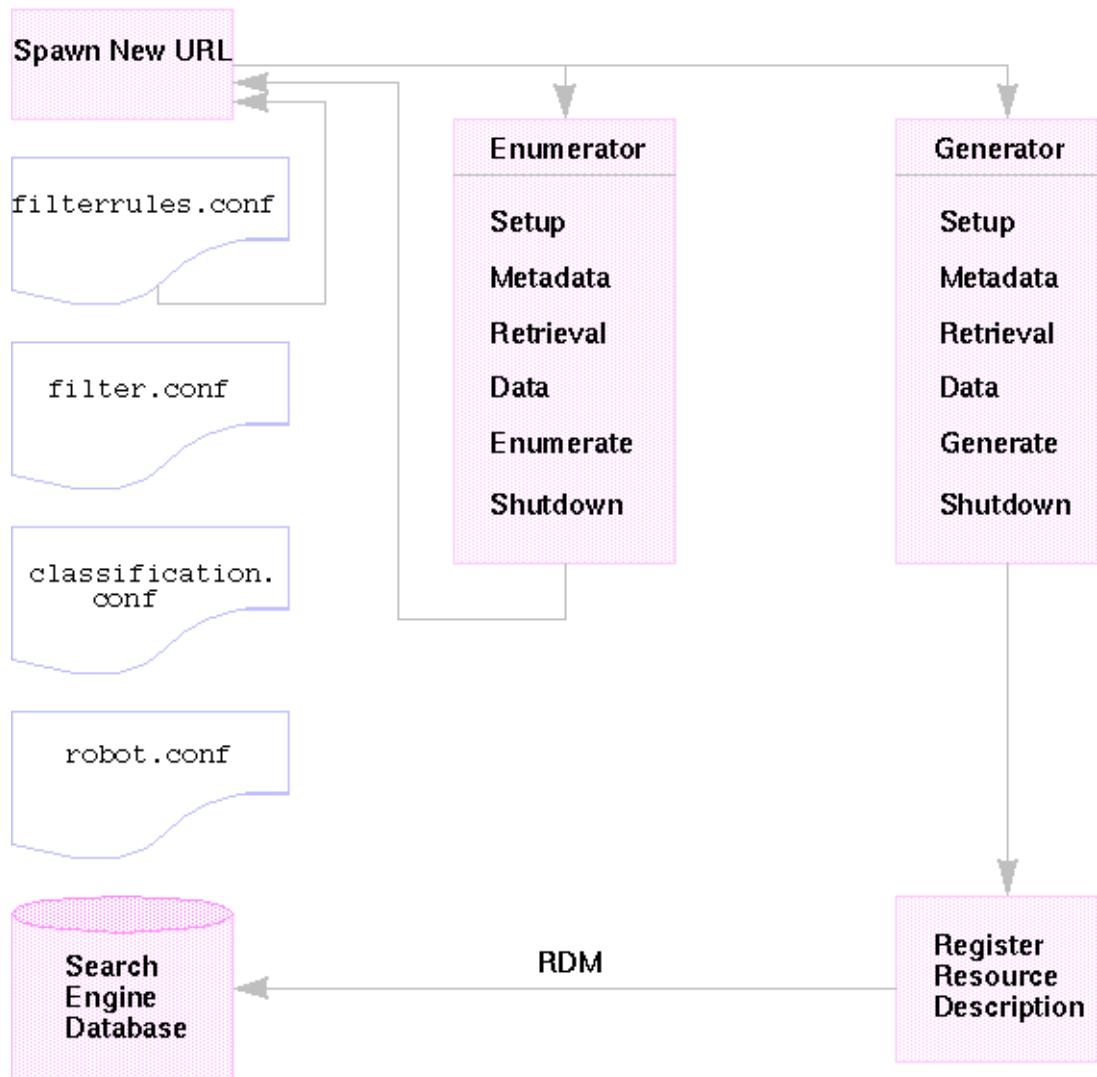 Spawn New URL
filterrules.conf
filter.conf
classification.
conf
robot.conf
Enumerator
Setup
Metadata
Retrieval
Data
Enumerate
Shutdown
Generator
Setup
Metadata
Retrieval
Data
Generate
Shutdown
Search
Engine
Database
RDM
Register
Resource
Description